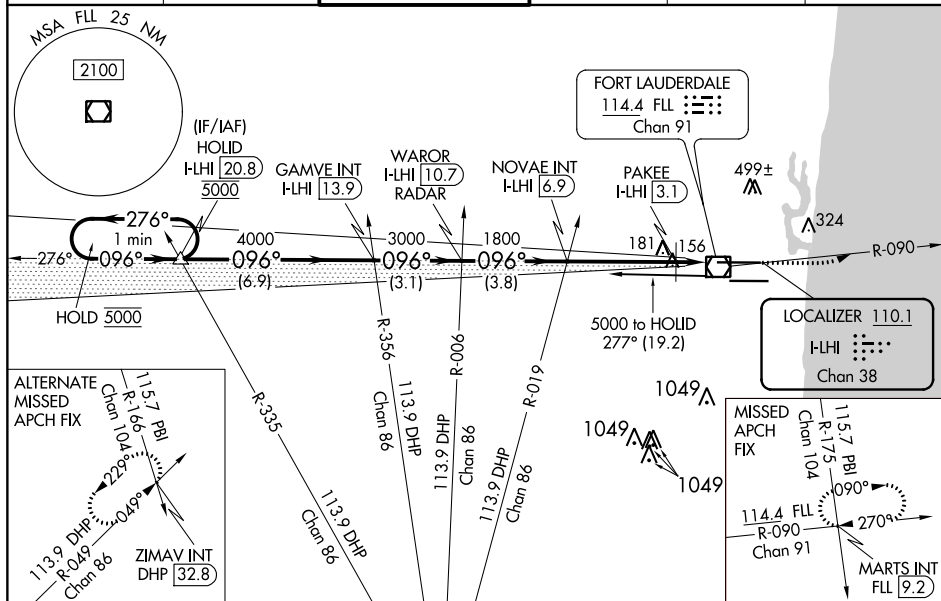 MSA FLL 25 NM
2100
(IF/IAF)
HOLID
I-LHI 20.8
5000
GAMVE INT
I-LHI 13.9
WAROR
I-LHI 10.7
RADAR
NOVAE INT
I-LHI 6.9
FORT LAUDERDALE
114.4 FLL
Chan 91
PAKEE
I-LHI 3.1
499±
324
181
156
276°
1 min
276°
096°
4000
096°
(6.9)
3000
096°
(3.1)
1800
096°
(3.8)
R-090
HOLD 5000
5000 to HOLID
277° (19.2)
LOCALIZER 110.1
I-LHI
Chan 38
R-335
113.9 DHP
Chan 86
R-356
113.9 DHP
Chan 86
R-006
113.9 DHP
Chan 86
R-019
113.9 DHP
Chan 86
1049
1049
1049
ALTERNATE
MISSED
APCH FIX
115.7 PBI
R-166
Chan 104
229°
049°
113.9 DHP
R-049
Chan 86
ZIMAV INT
DHP 32.8
MISSED
APCH
FIX
115.7 PBI
R-175
Chan 104
090°
270°
114.4 FLL
R-090
Chan 91
MARTS INT
FLL 9.2